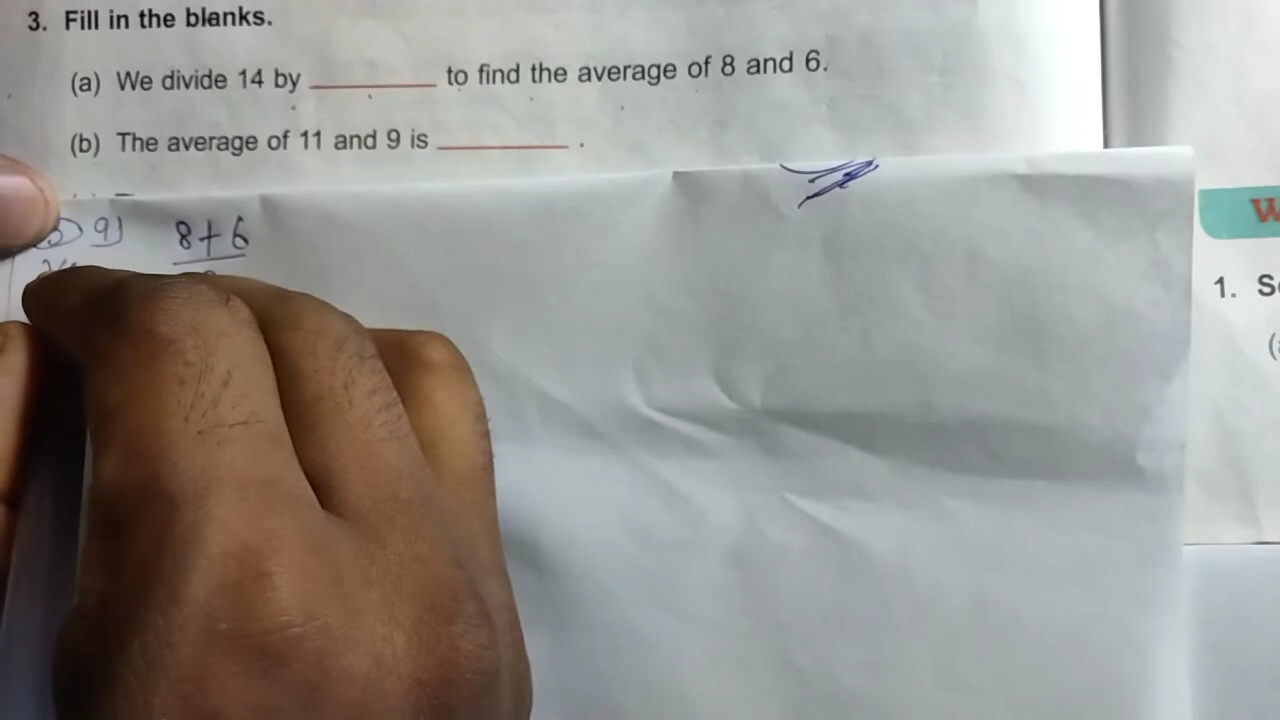 3. Fill in the blanks.
(a) We divide 14 by ________ to find the average of 8 and 6.
(b) The average of 11 and 9 is ________ .
8+6
1. S